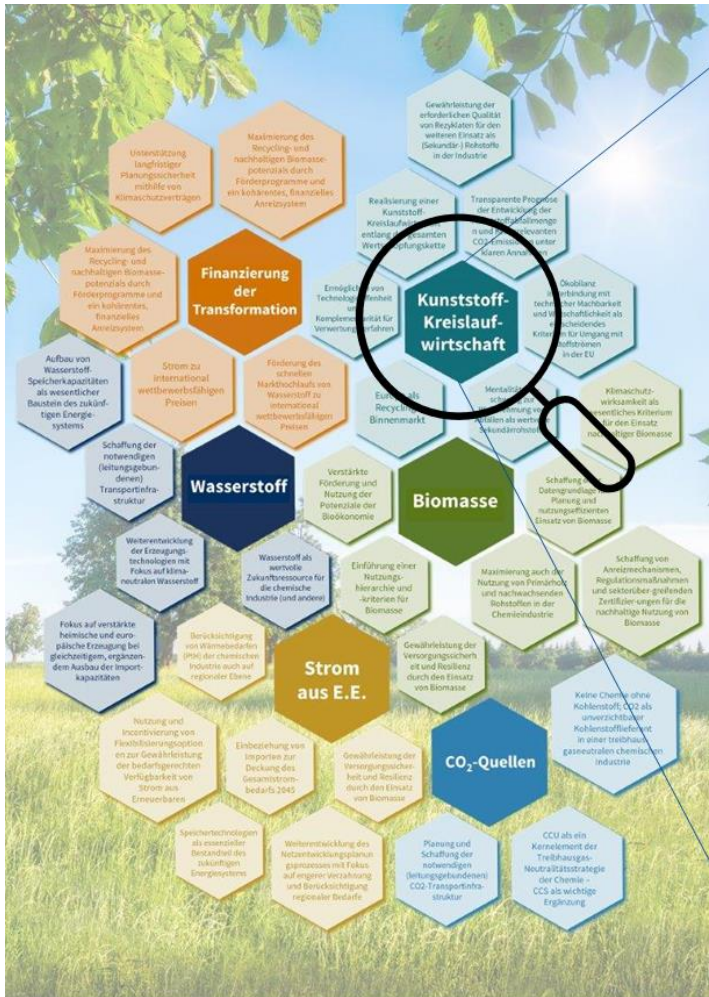 Gewährleistung der
erforderlichen Qualität
von Rezyklaten für den
weiteren Einsatz als
(Sekundär-) Rohstoffe
in der Industrie
Maximierung des
Recycling- und
nachhaltigen Biomasse-
potenzials durch
Förderprogramme und
ein kohärentes, finanzielles
Anreizsystem
Unterstützung
langfristiger
Planungssicherheit
mithilfe von
Klimaschutzverträgen
Realisierung einer
Kunststoff-
entlang
gesamten
Transparente Prognose
der Entwicklung der
CO2-Emissionen unter
klaren
Maximierung des
Recycling- und
nachhaltigen Biomasse-
potenzials durch
Förderprogramme und
ein kohärentes,
finanzielles
Anreizsystem
Finanzierung
der
Transformation
von
Kunststoff-
Kreislauf-
wirtschaft
Ökobilanz
technischer Machbarkeit
und Wirtschaftlichkeit als
für Umgang mit
in der EU
Aufbau von
Wasserstoff-
Speicherkapazitäten
als wesentlicher
Baustein des zukünf-
tigen Energie-
systems
Strom zu
international
wettbewerbsfähigen
Preisen
Förderung des
schnellen
Markthochlaufs von
Wasserstoff zu
international
wettbewerbsfähigen
Preisen
als
Recycling-
Binnenmarkt
als
Sekundärrohstoffe
Klimaschutz-
wirksamkeit als
wesentliches Kriterium
für den Einsatz
nachhaltiger Biomasse
Schaffung der
notwendigen
(leitungsgebun-
denen)
Transportinfra-
struktur
Wasserstoff
Verstärkte
Förderung und
Nutzung der
Potenziale der
Bioökonomie
Biomasse
Schaffung
Datengrundlage
Planung und
nutzungseffizienten
Einsatz von Biomasse
Weiterentwicklung
der Erzeugungs-
technologien mit
Fokus auf klima-
neutralen Wasserstoff
Wasserstoff als
wertvolle
Zukunftsressource für
die chemische
Industrie (und andere)
Einführung einer
Nutzungs-
hierarchie und
-kriterien für
Biomasse
Maximierung auch der
Nutzung von Primärholz
und nachwachsenden
Rohstoffen in der
Chemieindustrie
Schaffung von
Anreizmechanismen,
Regulationsmaßnahmen
und sektorüber-greifenden
Zertifizier-ungen für die
nachhaltige Nutzung von
Biomasse
Fokus auf verstärkte
heimische und euro-
päische Erzeugung bei
gleichzeitigem, ergänzen-
dem Ausbau der Import-
kapazitäten
Berücksichtigung
von Wärmebedarfen
(PtH) der chemischen
Industrie auch auf
regionaler Ebene
Strom
aus E.E.
Gewährleistung der
Versorgungssicherh
eit und Resilienz
durch den Einsatz
von Biomasse
Keine Chemie ohne
Kohlenstoff; CO2 als
unverzichtbarer
Kohlenstofflieferant
in einer treibhaus-
gasneutralen chemischen
Industrie
Nutzung und
Incentivierung von
Flexibilisierungsoption
en zur Gewährleistung
der bedarfsgerechten
Verfügbarkeit von
Strom aus
Erneuerbaren
Einbeziehung von
Importen zur
Deckung des
Gesamtstrom-
bedarfs 2045
Gewährleistung der
Versorgungssicher-
heit und Resilienz
durch den Einsatz
von Biomasse
CO₂-Quellen
Speichertechnologien
als essenzieller
Bestandteil des
zukünftigen
Energiesystems
Weiterentwicklung des
Netzentwicklungsplanun
gsprozesses mit Fokus
auf engerer Verzahnung
und Berücksichtigung
regionaler Bedarfe
Planung und
Schaffung der
notwendigen
(leitungsgebundenen)
CO2-Transportinfra-
struktur
CCU als ein
Kernelement der
Treibhausgas-
Neutralitätsstrategie
der Chemie –
CCS als wichtige
Ergänzung